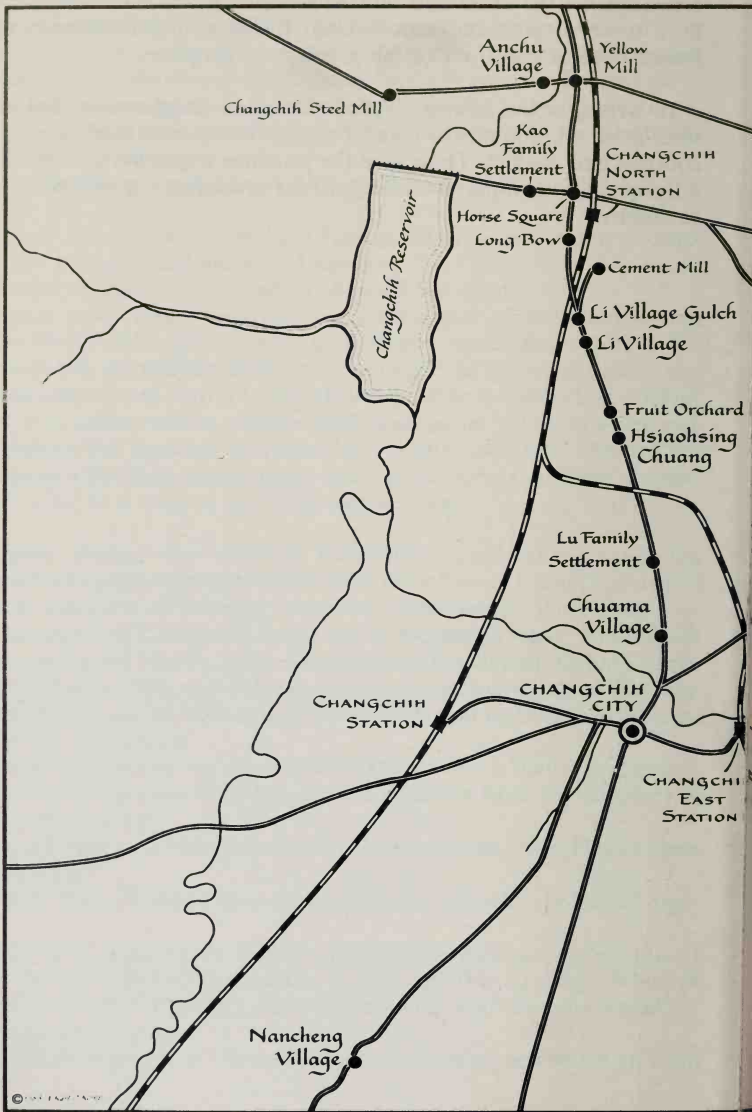 Anchu
Village
Yellow
Mill
Changchih Steel Mill
Kao
Family
Settlement
CHANGCHIH
NORTH
STATION
Horse Square
Long Bow
Changchih Reservoir
Cement Mill
Li Village Gulch
Li Village
Fruit Orchard
Hsiaohsing
Chuang
Lu Family
Settlement
Chuama
Village
CHANGCHIH
STATION
CHANGCHIH
CITY
CHANGCHI
EAST
STATION
Nancheng
Village
©